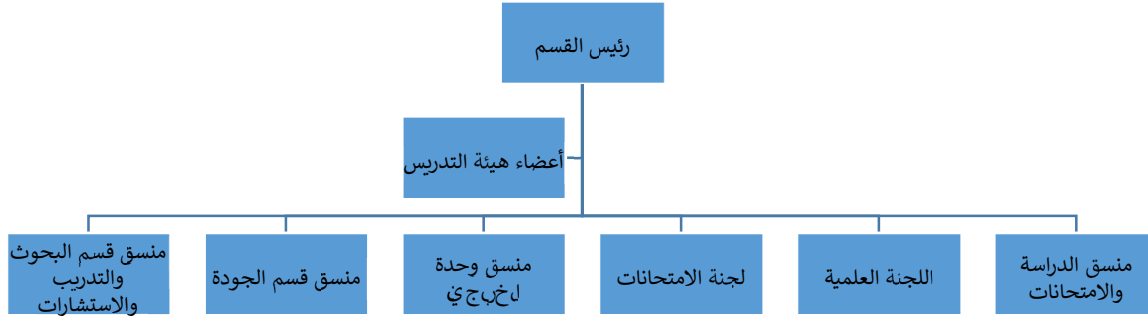 رئيس القسم
أعضاء هيئة التدريس
منسق الدراسة
والامتحانات
اللجنة العلمية
لجنة الامتحانات
منسق وحدة
منسق قسم الجودة
منسق قسم البحوث
والتدريب
والاستشارات